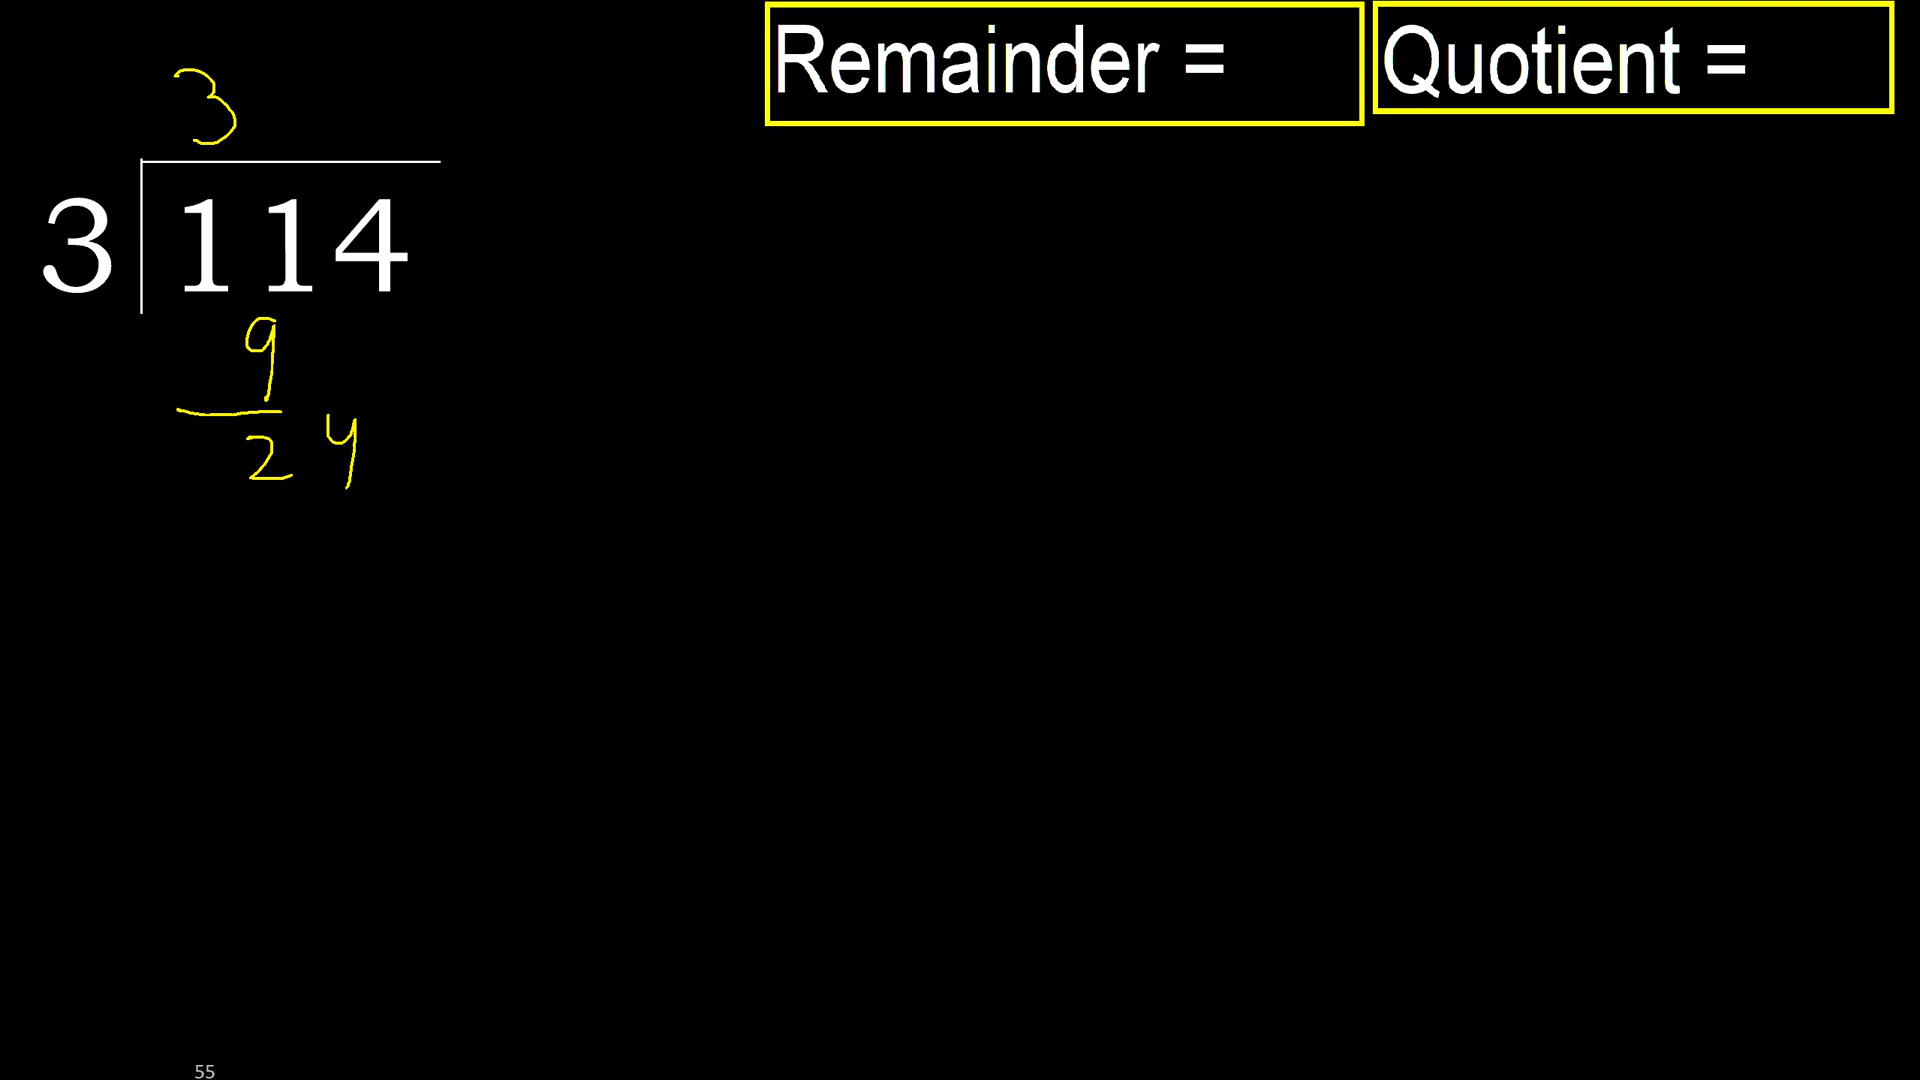 Remainder =
Quotient =
3
3 114
9
24
55